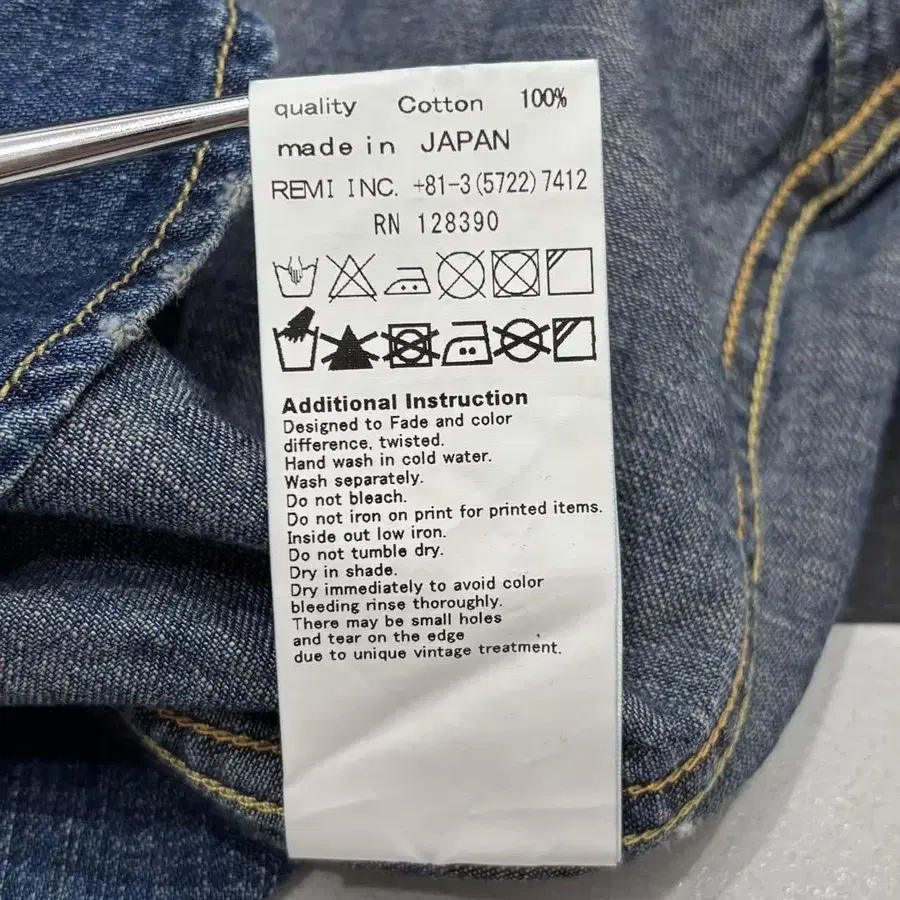 quality Cotton 100%
made in JAPAN
REMI INC. +81-3(5722)7412
RN 128390
Additional Instruction
Designed to Fade and color
difference, twisted.
Hand wash in cold water.
Wash separately.
Do not bleach.
Do not iron on print for printed items.
Inside out low iron.
Do not tumble dry.
Dry in shade.
Dry immediately to avoid color
bleeding rinse thoroughly.
There may be small holes
and tear on the edge
due to unique vintage treatment.